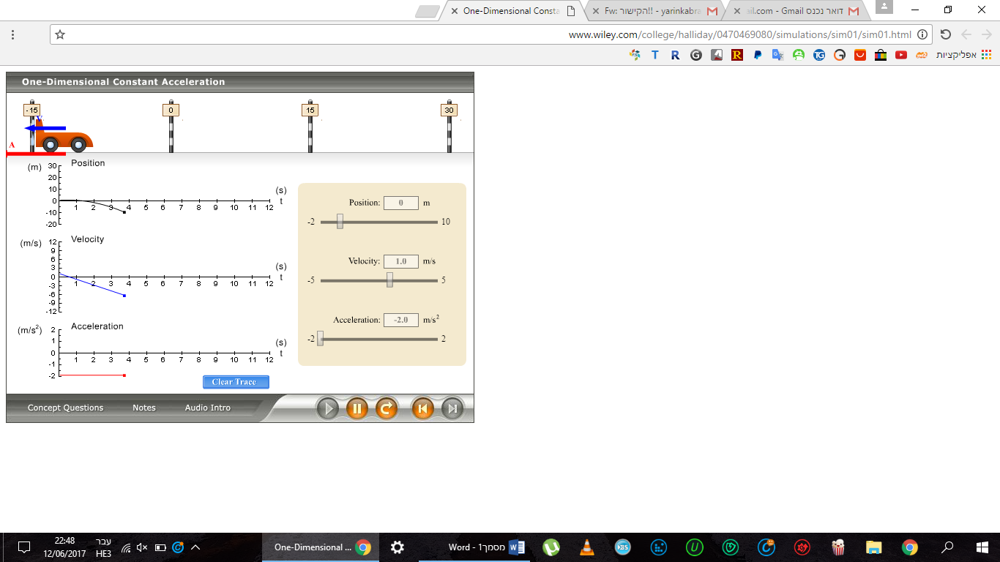 One-Dimensional Consta
Fw: הקישור!! - yarinkabra
דואר נכנס Gmail - ail.com
www.wiley.com/college/halliday/0470469080/simulations/sim01/sim01.html
אפליקציות
One-Dimensional Constant Acceleration
-15 0 15 30
V
A
Position
(m) 30
20
10
0
-10
-20
1 2 3 4 5 6 7 8 9 10 11 12
(s)
t
Velocity
(m/s) 12
9
6
3
0
-3
-6
-9
-12
1 2 3 4 5 6 7 8 9 10 11 12
(s)
t
Acceleration
(m/s²) 2
1
0
-1
-2
1 2 3 4 5 6 7 8 9 10 11 12
(s)
t
Clear Trace
Position: 0 m
-2 10
Velocity: 1.0 m/s
-5 5
Acceleration: -2.0 m/s²
-2 2
Concept Questions Notes Audio Intro
22:48
12/06/2017
עבר
HE3
One-Dimensional ...
מסמך1 - Word